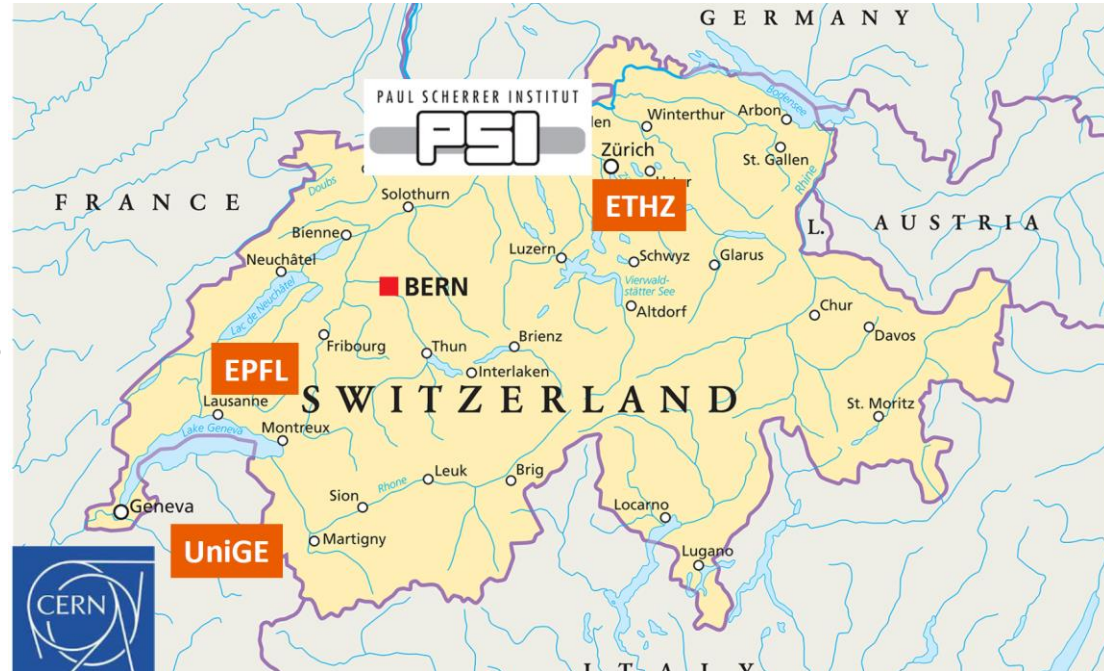 GERMANY
PAUL SCHERRER INSTITUT
PSI
Bodensee
Winterthur
Arbon
Zürich
St. Gallen
Rhine
ETHZ
FRANCE
Doubs
Solothurn
L.
AUSTRIA
Bienne
Neuchâtel
Luzern
Schwyz
Glarus
Lac de Neuchâtel
BERN
Vierwald-
stätter See
Altdorf
Chur
Davos
Fribourg
Thun
Brienz
Interlaken
EPFL
SWITZERLAND
Lausanne
St. Moritz
Lake Geneva
Montreux
Rhone
Leuk
Brig
Sion
Locarno
Geneva
Martigny
UniGE
Lugano
CERN
ITALY